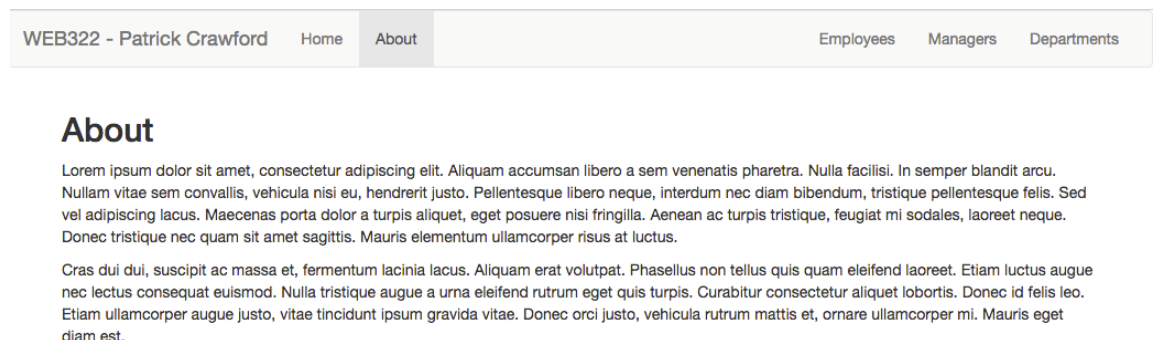 WEB322 - Patrick Crawford Home About Employees Managers Departments
About
Lorem ipsum dolor sit amet, consectetur adipiscing elit. Aliquam accumsan libero a sem venenatis pharetra. Nulla facilisi. In semper blandit arcu.
Nullam vitae sem convallis, vehicula nisi eu, hendrerit justo. Pellentesque libero neque, interdum nec diam bibendum, tristique pellentesque felis. Sed
vel adipiscing lacus. Maecenas porta dolor a turpis aliquet, eget posuere nisi fringilla. Aenean ac turpis tristique, feugiat mi sodales, laoreet neque.
Donec tristique nec quam sit amet sagittis. Mauris elementum ullamcorper risus at luctus.
Cras dui dui, suscipit ac massa et, fermentum lacinia lacus. Aliquam erat volutpat. Phasellus non tellus quis quam eleifend laoreet. Etiam luctus augue
nec lectus consequat euismod. Nulla tristique augue a urna eleifend rutrum eget quis turpis. Curabitur consectetur aliquet lobortis. Donec id felis leo.
Etiam ullamcorper augue justo, vitae tincidunt ipsum gravida vitae. Donec orci justo, vehicula rutrum mattis et, ornare ullamcorper mi. Mauris eget
diam est.